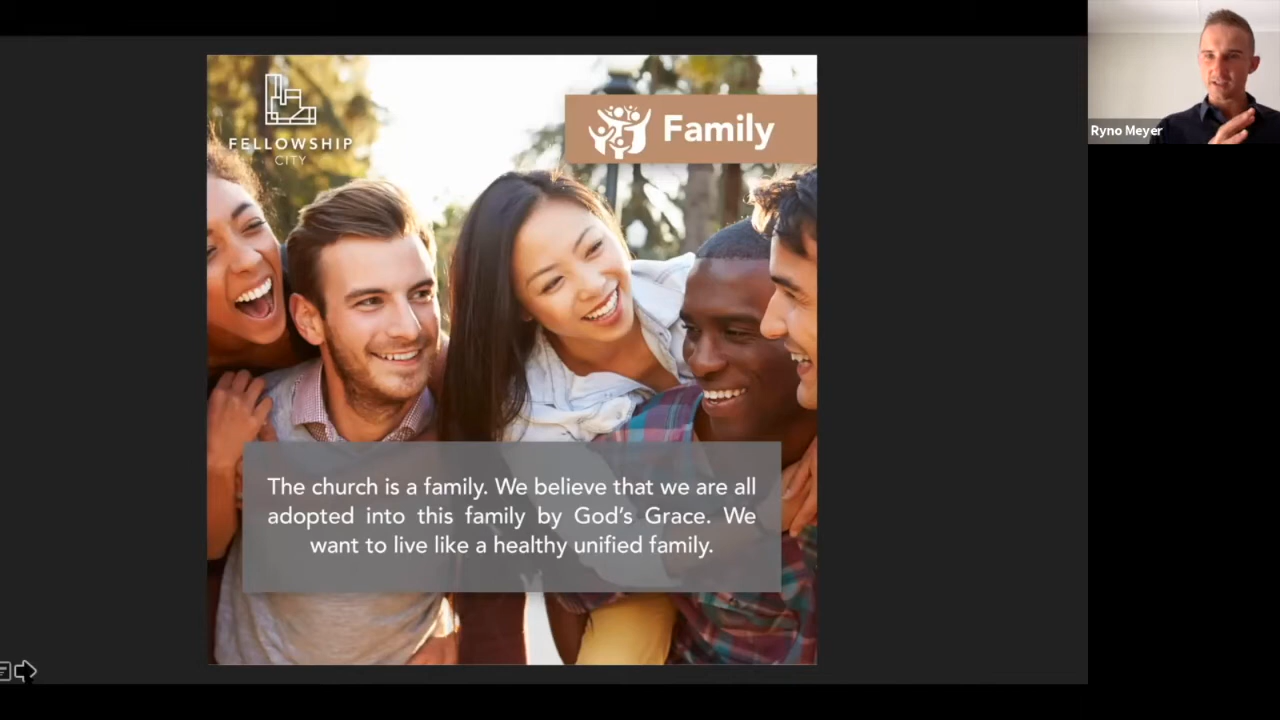 FELLOWSHIP
CITY
Family
Ryno Meyer
The church is a family. We believe that we are all
adopted into this family by God's Grace. We
want to live like a healthy unified family.